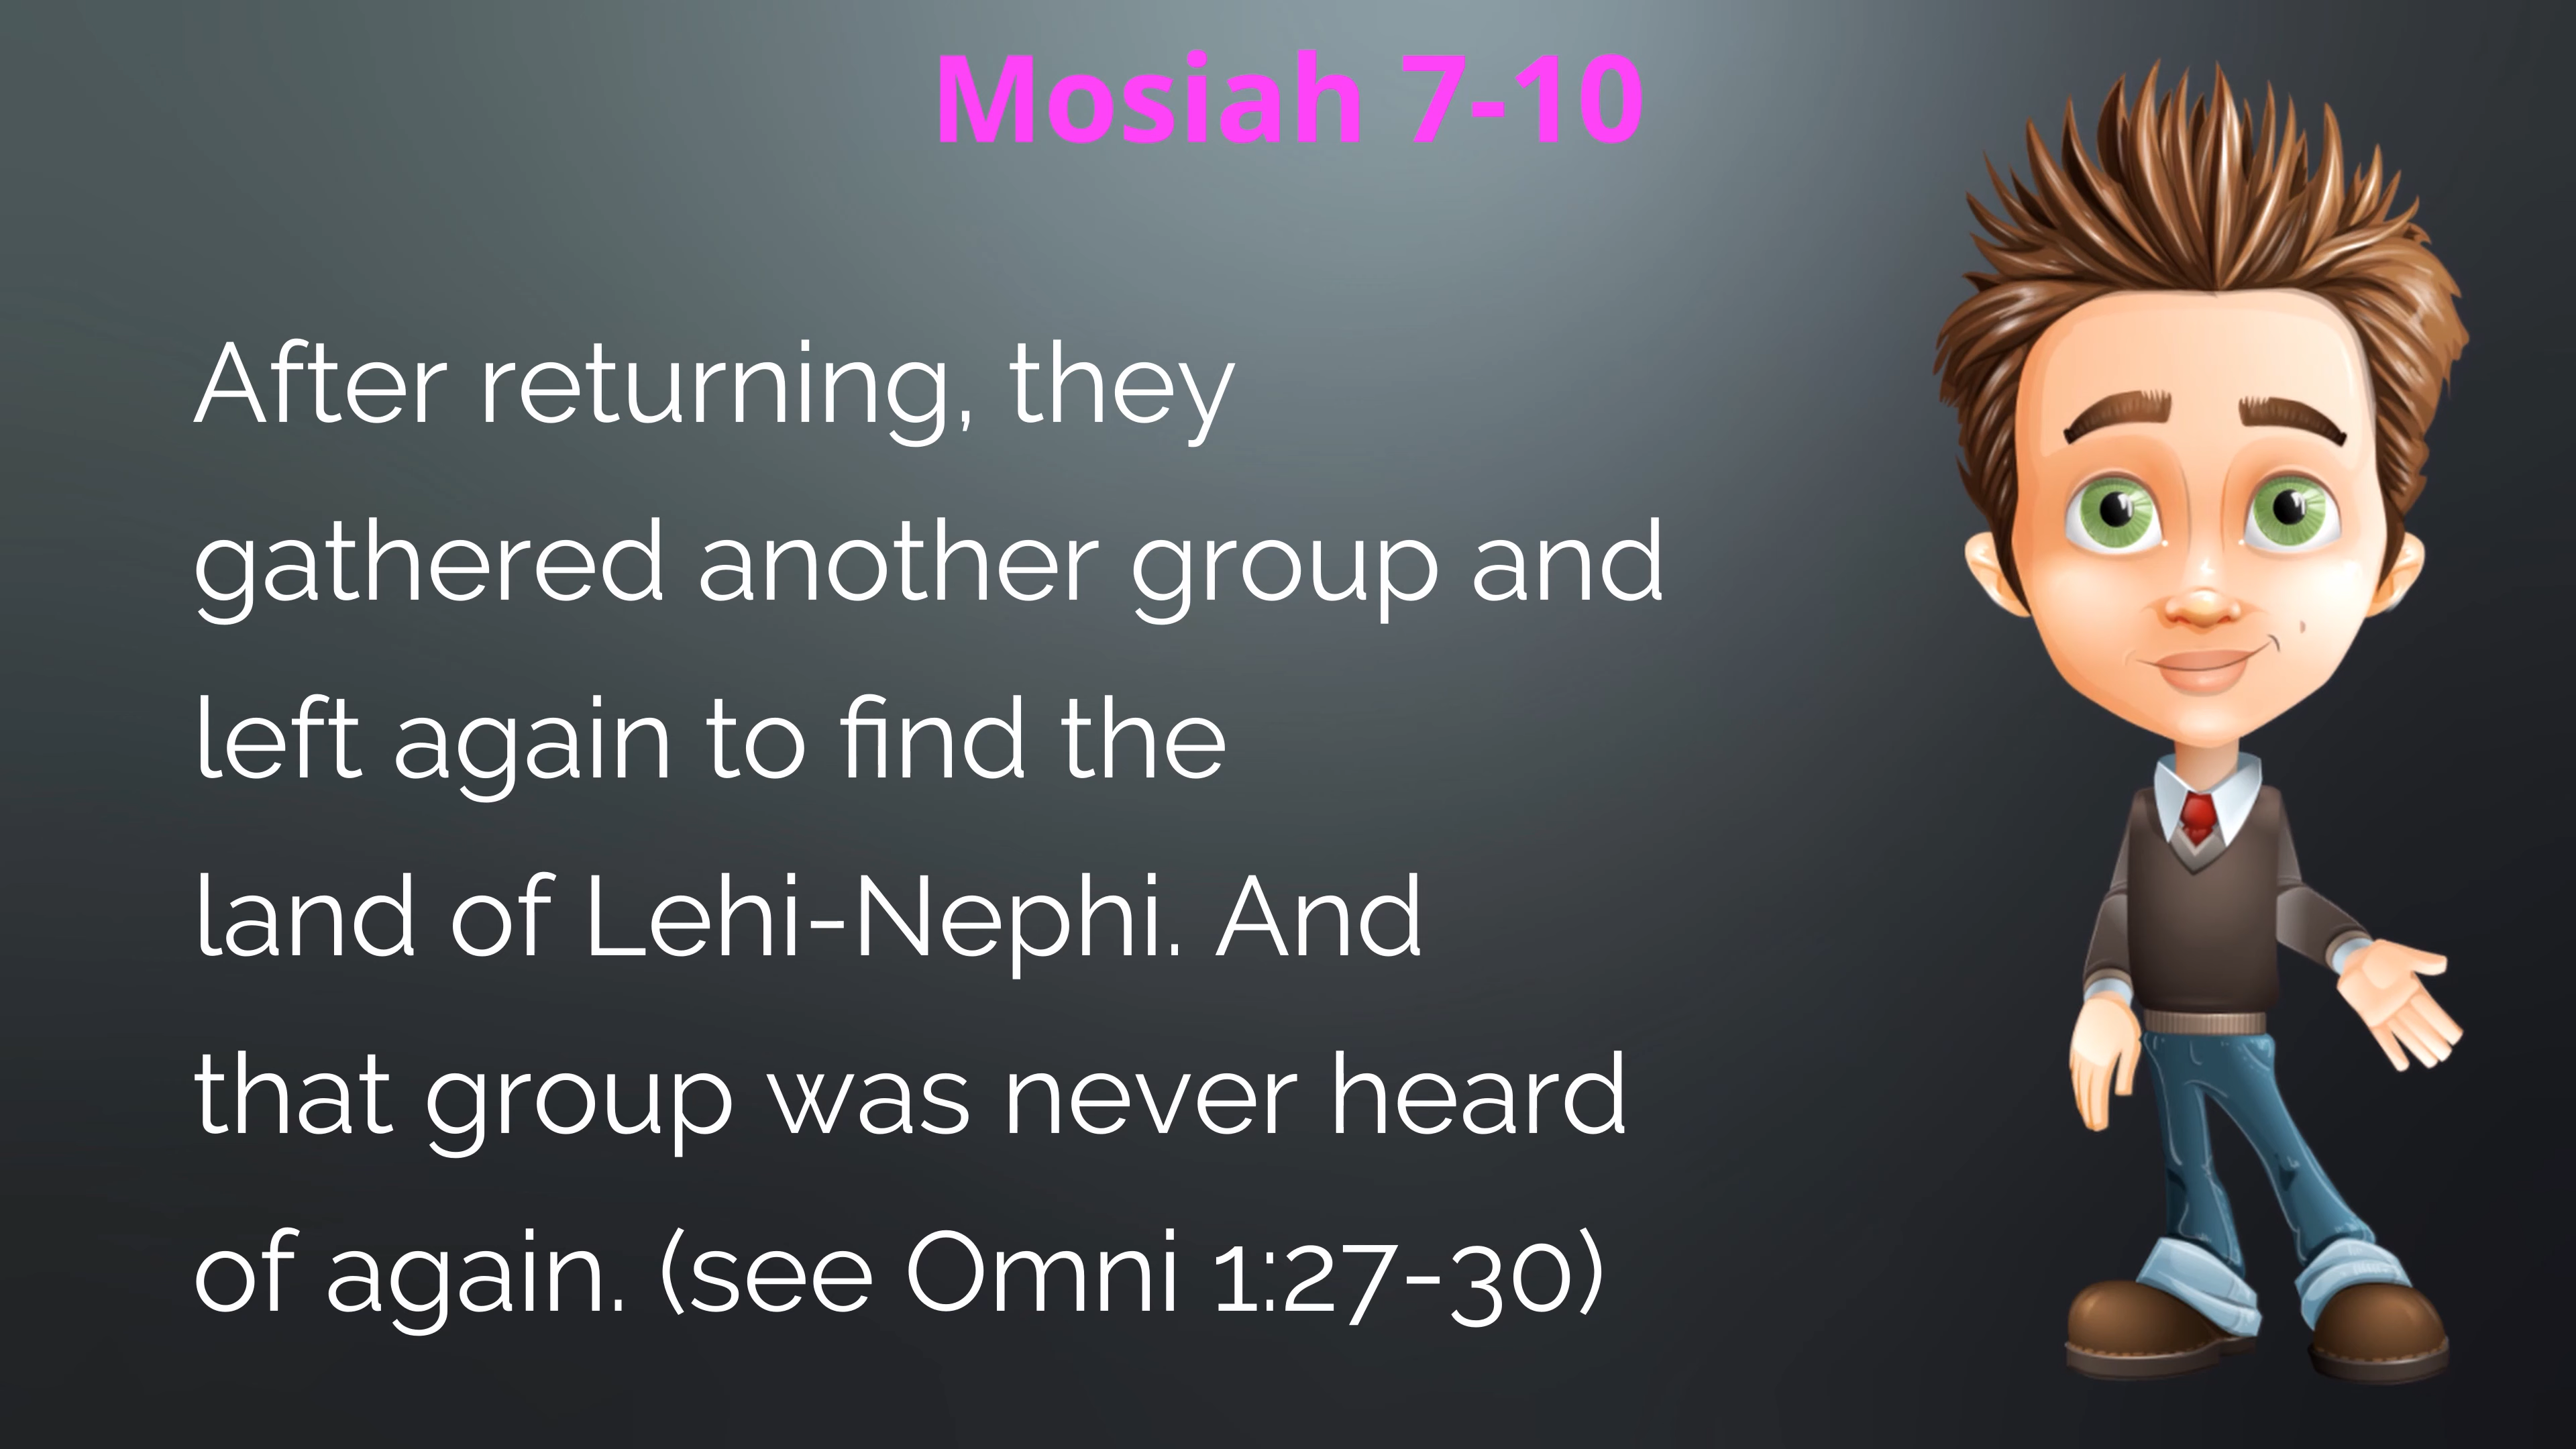 Mosiah 7-10
After returning, they
gathered another group and
left again to find the
land of Lehi-Nephi. And
that group was never heard
of again. (see Omni 1:27-30)